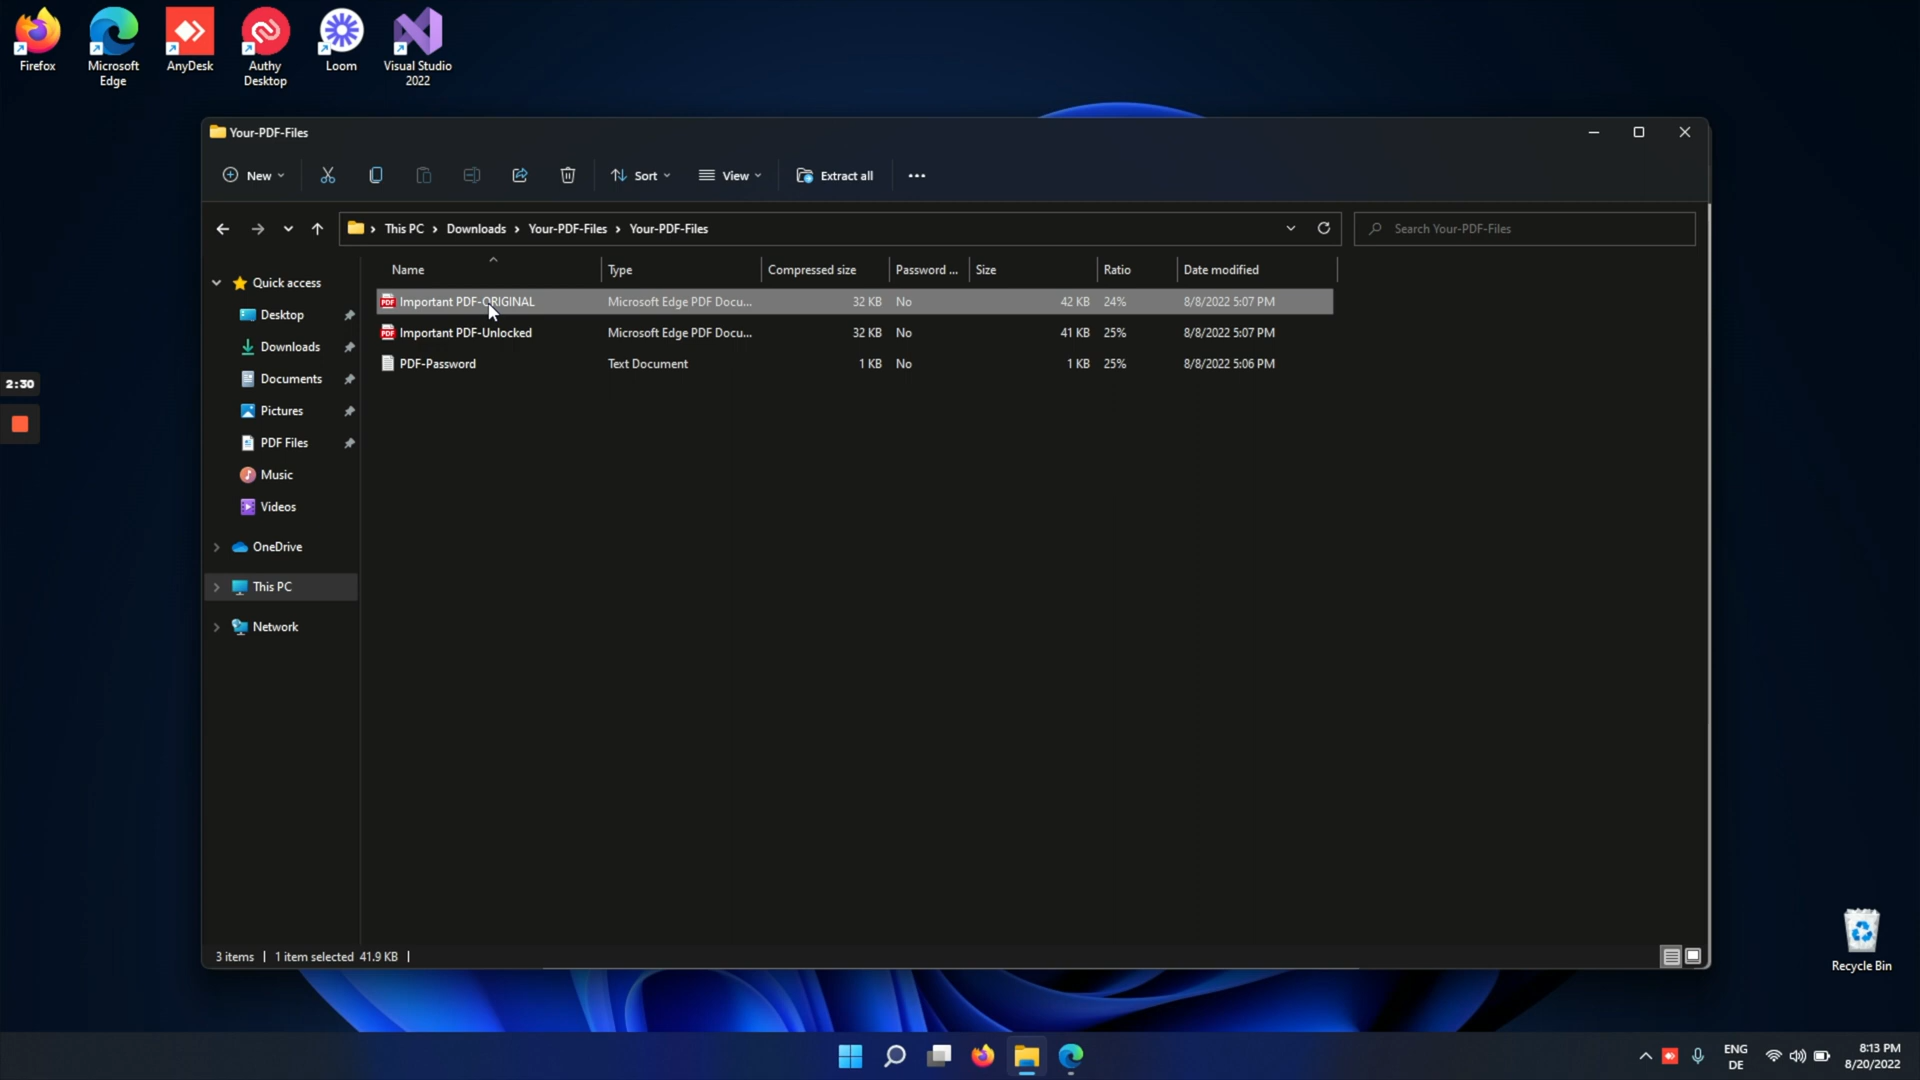 Firefox
Microsoft
Edge
AnyDesk
Authy
Desktop
Loom
Visual Studio
2022
Your-PDF-Files
New
Sort
View
Extract all
This PC
Downloads
Your-PDF-Files
Your-PDF-Files
Search Your-PDF-Files
Name
Type
Compressed size
Password ...
Size
Ratio
Date modified
Quick access
Important PDF-ORIGINAL Microsoft Edge PDF Docu... 32 KB No 42 KB 24% 8/8/2022 5:07 PM
Desktop
Important PDF-Unlocked Microsoft Edge PDF Docu... 32 KB No 41 KB 25% 8/8/2022 5:07 PM
Downloads
PDF-Password Text Document 1 KB No 1 KB 25% 8/8/2022 5:06 PM
Documents
2:30
Pictures
PDF Files
Music
Videos
OneDrive
This PC
Network
3 items 1 item selected 41.9 KB
Recycle Bin
ENG
DE
8:13 PM
8/20/2022